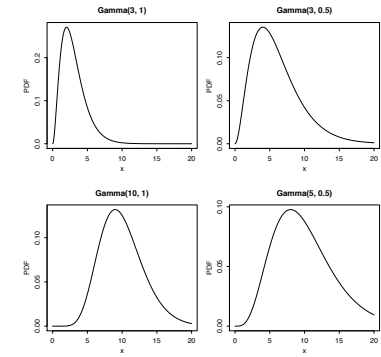 Gamma(3, 1)
PDF
0.0 0.1 0.2
0 5 10 15 20
x
Gamma(3, 0.5)
PDF
0.00 0.05 0.10
0 5 10 15 20
x
Gamma(10, 1)
PDF
0.00 0.05 0.10
0 5 10 15 20
x
Gamma(5, 0.5)
PDF
0.00 0.05 0.10
0 5 10 15 20
x